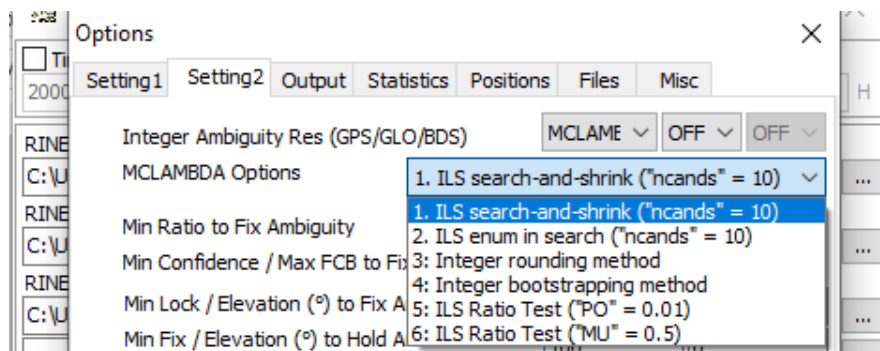 Options
Ti
Setting1 Setting2 Output Statistics Positions Files Misc
2000
H
Integer Ambiguity Res (GPS/GLO/BDS) MCLAME OFF OFF
RINE
MCLAMBDA Options 1. ILS search-and-shrink ("ncands" = 10)
C:\U ...
1. ILS search-and-shrink ("ncands" = 10)
RINE
Min Ratio to Fix Ambiguity 2. ILS enum in search ("ncands" = 10)
C:\U ...
Min Confidence / Max FCB to Fix 3: Integer rounding method
RINE
4: Integer bootstrapping method
Min Lock / Elevation (°) to Fix A 5: ILS Ratio Test ("PO" = 0.01)
C:\U ...
Min Fix / Elevation (°) to Hold A 6: ILS Ratio Test ("MU" = 0.5)